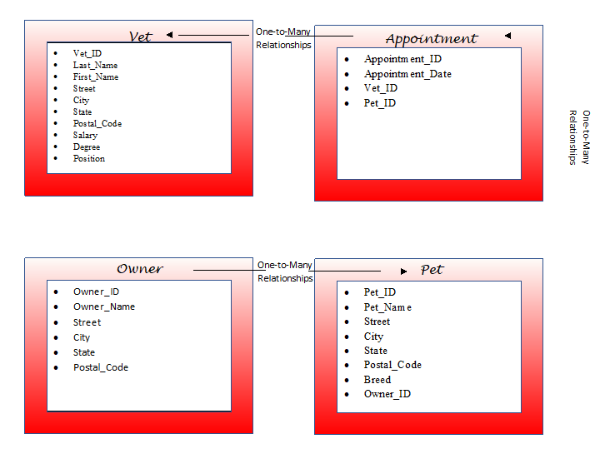 Vet
Vet_ID
Last_Name
First_Name
Street
City
State
Postal_Code
Salary
Degree
Position
One-to-Many
Relationships
Appointment
Appointment_ID
Appointment_Date
Vet_ID
Pet_ID
One-to-Many
Relationships
Owner
Owner_ID
Owner_Name
Street
City
State
Postal_Code
One-to-Many
Relationships
Pet
Pet_ID
Pet_Name
Street
City
State
Postal_Code
Breed
Owner_ID